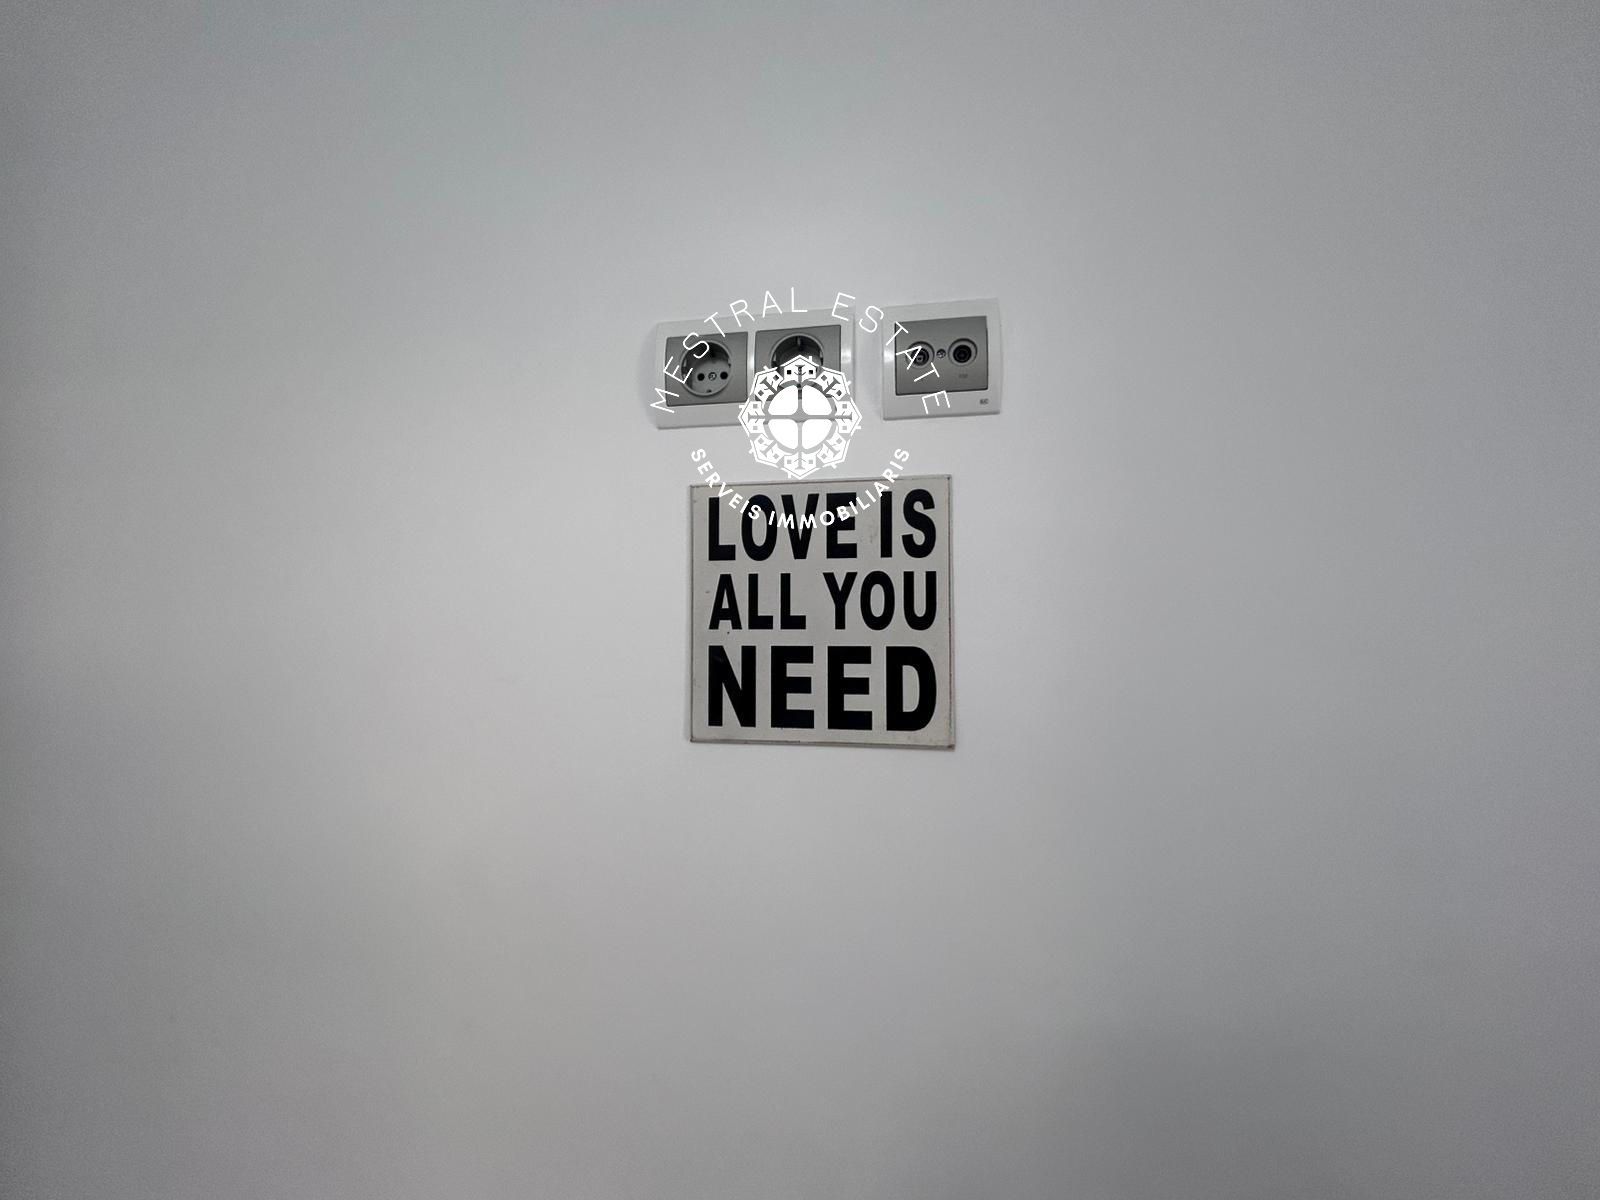 MESTRAL ESTATE
SERVEIS IMMOBILIARIS
LOVE IS
ALL YOU
NEED